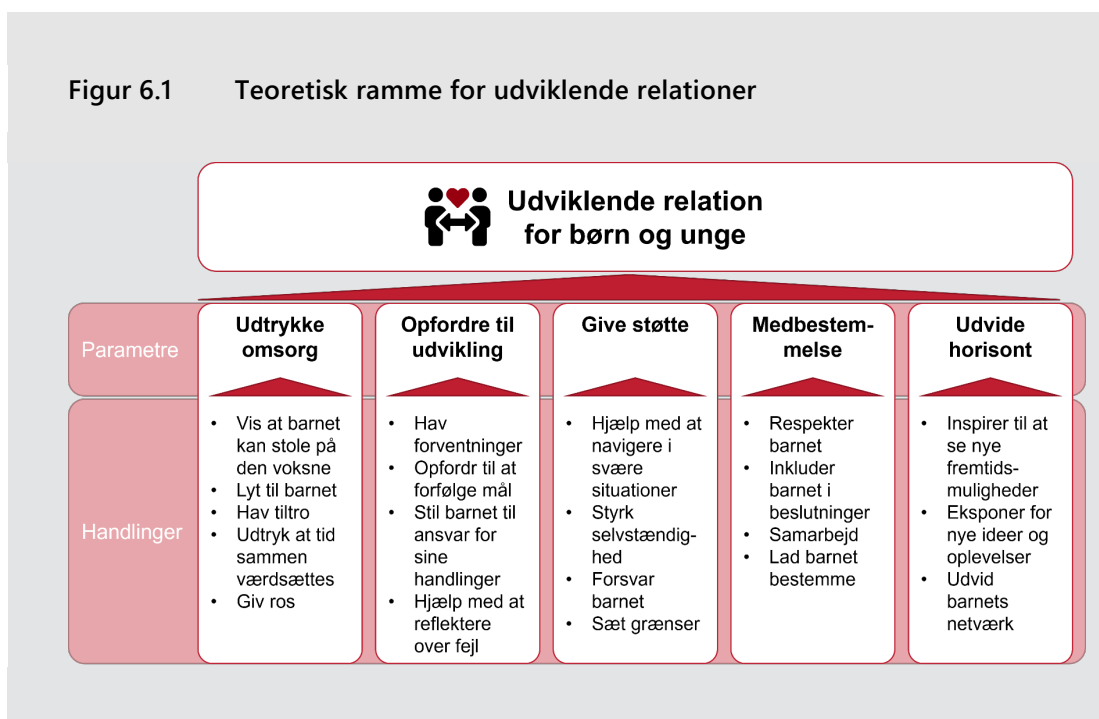 Figur 6.1 Teoretisk ramme for udviklende relationer
Udviklende relation
for børn og unge
Parametre
Udtrykke
omsorg
Opfordre til
udvikling
Give støtte
Medbestem-
melse
Udvide
horisont
Handlinger
• Vis at barnet
kan stole på
den voksne
• Lyt til barnet
• Hav tiltro
• Udtryk at tid
sammen
værdsættes
• Giv ros
• Hav
forventninger
• Opfordr til at
forfølge mål
• Stil barnet til
ansvar for
sine
handlinger
• Hjælp med at
reflektere
over fejl
• Hjælp med at
navigere i
svære
situationer
• Styrk
selvstændig-
hed
• Forsvar
barnet
• Sæt grænser
• Respekter
barnet
• Inkluder
barnet i
beslutninger
• Samarbejd
• Lad barnet
bestemme
• Inspirer til at
se nye
fremtids-
muligheder
• Eksponer for
nye ideer og
oplevelser
• Udvid
barnets
netværk